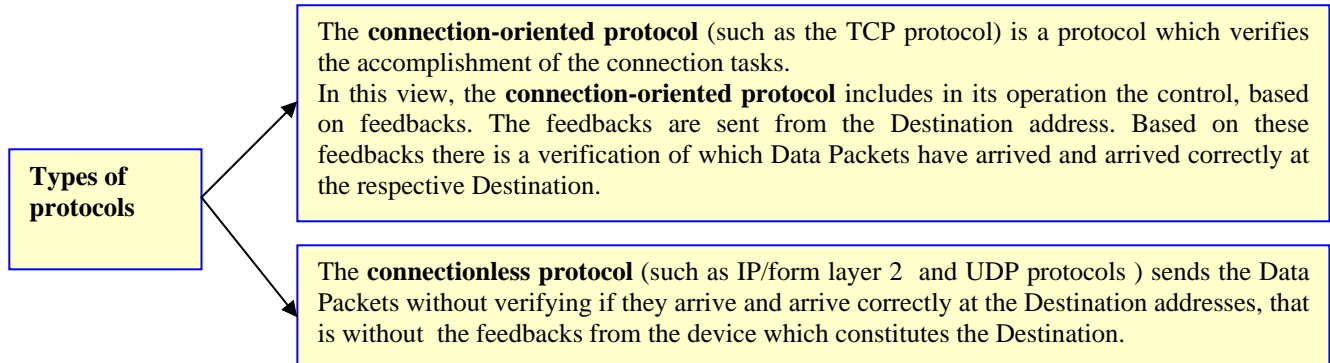 Types of
protocols
The connection-oriented protocol (such as the TCP protocol) is a protocol which verifies
the accomplishment of the connection tasks.
In this view, the connection-oriented protocol includes in its operation the control, based
on feedbacks. The feedbacks are sent from the Destination address. Based on these
feedbacks there is a verification of which Data Packets have arrived and arrived correctly at
the respective Destination.
The connectionless protocol (such as IP/form layer 2 and UDP protocols ) sends the Data
Packets without verifying if they arrive and arrive correctly at the Destination addresses, that
is without the feedbacks from the device which constitutes the Destination.